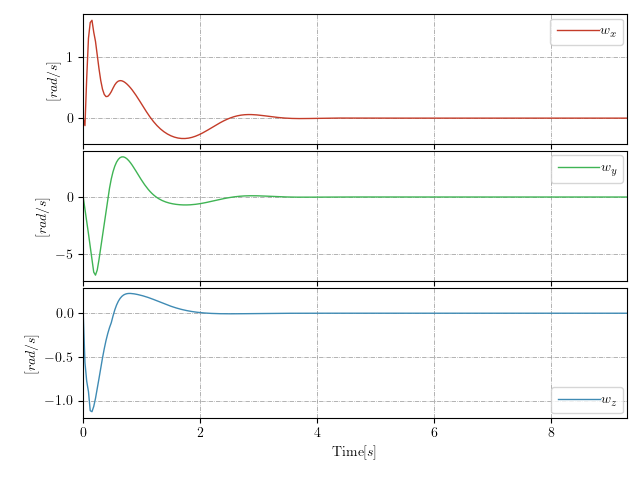 w_x
1
0
[rad/s]
w_y
0
−5
[rad/s]
0.0
−0.5
−1.0
[rad/s]
w_z
0 2 4 6 8
Time[s]